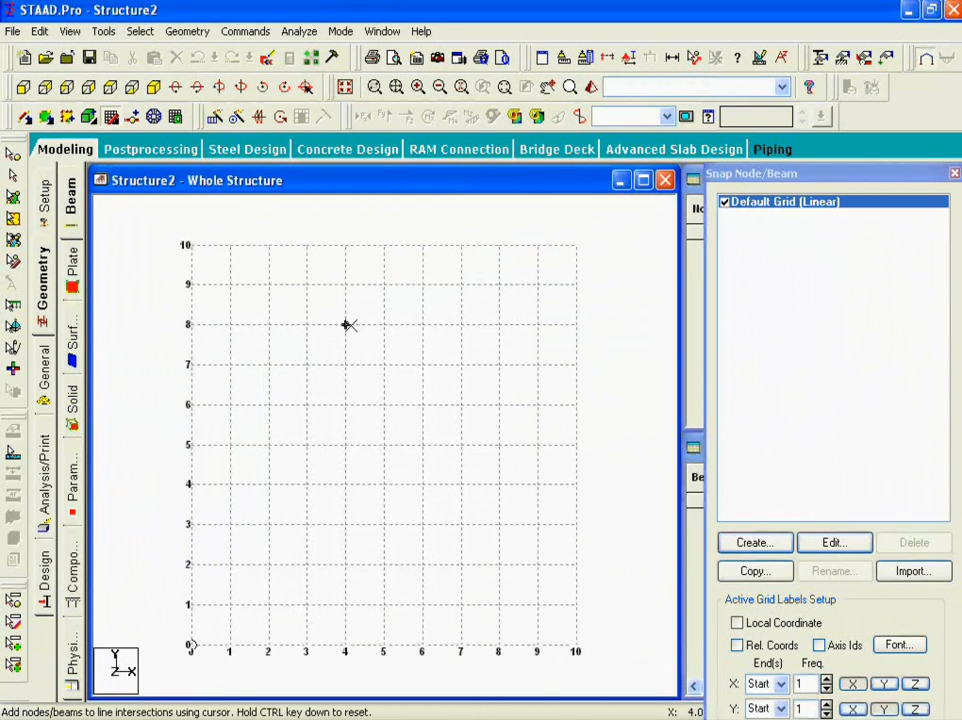 STAAD.Pro - Structure2
File Edit View Tools Select Geometry Commands Analyze Mode Window Help
Modeling Postprocessing Steel Design Concrete Design RAM Connection Bridge Deck Advanced Slab Design Piping
Setup
Geometry
General
Analysis/Print
Design
Beam
Plate
Surf...
Solid
Param...
Compo...
Physi...
Structure2 - Whole Structure
10
9
8
7
6
5
4
3
2
1
0
0 1 2 3 4 5 6 7 8 9 10
Y
Z X
No
Be
Snap Node/Beam
Default Grid (Linear)
Create... Edit... Delete
Copy... Rename... Import...
Active Grid Labels Setup
Local Coordinate
Rel. Coords Axis Ids Font...
End(s) Freq.
X: Start 1 X Y Z
Y: Start 1 X Y Z
Add nodes/beams to line intersections using cursor. Hold CTRL key down to reset. X: 4.0